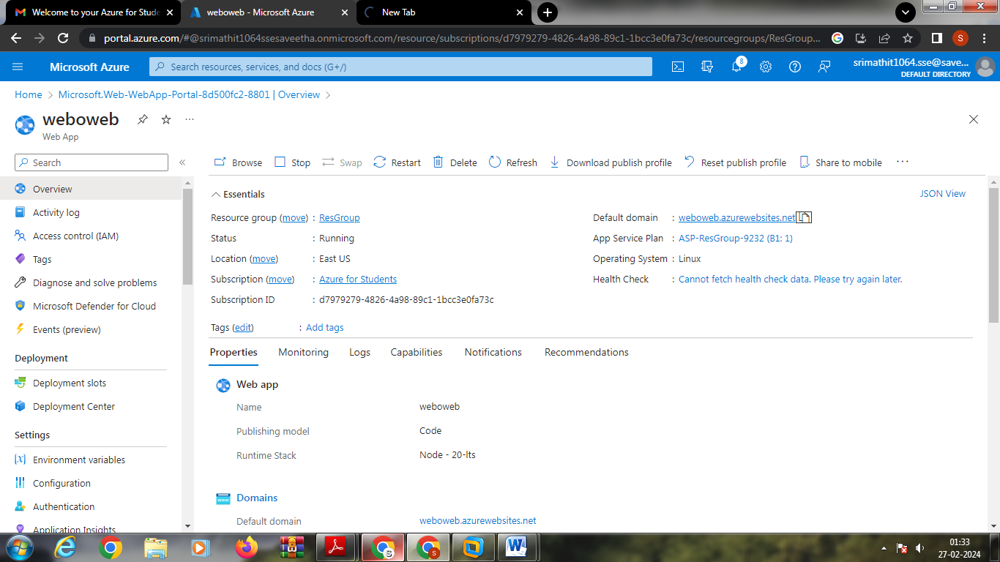 Welcome to your Azure for Stude
weboweb - Microsoft Azure
New Tab
portal.azure.com/#@srimathit1064ssesaveetha.onmicrosoft.com/resource/subscriptions/d7979279-4826-4a98-89c1-1bcc3e0fa73c/resourcegroups/ResGroup...
S
Microsoft Azure
Search resources, services, and docs (G+/)
8
srimathit1064.sse@save...
DEFAULT DIRECTORY
Home > Microsoft.Web-WebApp-Portal-8d500fc2-8801 | Overview >
weboweb
Web App
Search
Browse
Stop
Swap
Restart
Delete
Refresh
Download publish profile
Reset publish profile
Share to mobile
Overview
Activity log
Access control (IAM)
Tags
Diagnose and solve problems
Microsoft Defender for Cloud
Events (preview)
Deployment
Deployment slots
Deployment Center
Settings
Environment variables
Configuration
Authentication
Application Insights
Essentials
JSON View
Resource group (move) : ResGroup
Status : Running
Location (move) : East US
Subscription (move) : Azure for Students
Subscription ID : d7979279-4826-4a98-89c1-1bcc3e0fa73c
Default domain : weboweb.azurewebsites.net
App Service Plan : ASP-ResGroup-9232 (B1: 1)
Operating System : Linux
Health Check : Cannot fetch health check data. Please try again later.
Tags (edit) : Add tags
Properties
Monitoring
Logs
Capabilities
Notifications
Recommendations
Web app
Name weboweb
Publishing model Code
Runtime Stack Node - 20-lts
www
Domains
Default domain weboweb.azurewebsites.net
S
S
W
01:33
27-02-2024